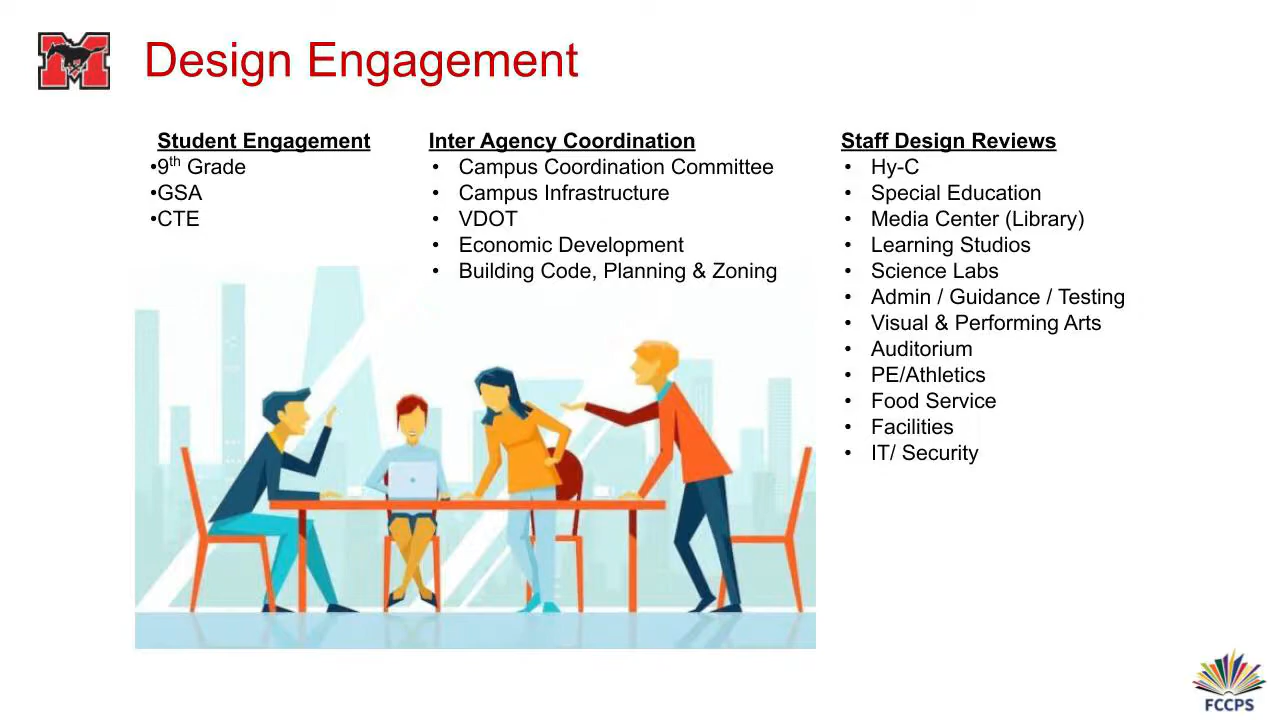 M
Design Engagement
Student Engagement
•9th Grade
•GSA
•CTE
Inter Agency Coordination
• Campus Coordination Committee
• Campus Infrastructure
• VDOT
• Economic Development
• Building Code, Planning & Zoning
Staff Design Reviews
• Hy-C
• Special Education
• Media Center (Library)
• Learning Studios
• Science Labs
• Admin / Guidance / Testing
• Visual & Performing Arts
• Auditorium
• PE/Athletics
• Food Service
• Facilities
• IT/ Security
FCCPS